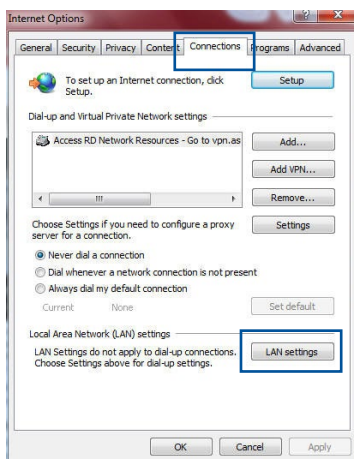 Internet Options
General Security Privacy Content Connections Programs Advanced
To set up an Internet connection, click
Setup.
Setup
Dial-up and Virtual Private Network settings
Access RD Network Resources - Go to vpn.as
Add...
Add VPN...
Remove...
Choose Settings if you need to configure a proxy
server for a connection.
Settings
Never dial a connection
Dial whenever a network connection is not present
Always dial my default connection
Current None
Set default
Local Area Network (LAN) settings
LAN Settings do not apply to dial-up connections.
Choose Settings above for dial-up settings.
LAN settings
OK Cancel Apply